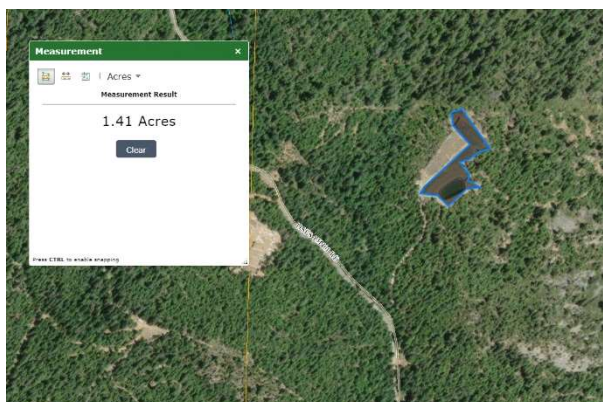 Measurement
Acres
Measurement Result
1.41 Acres
Clear
Press CTRL to enable snapping